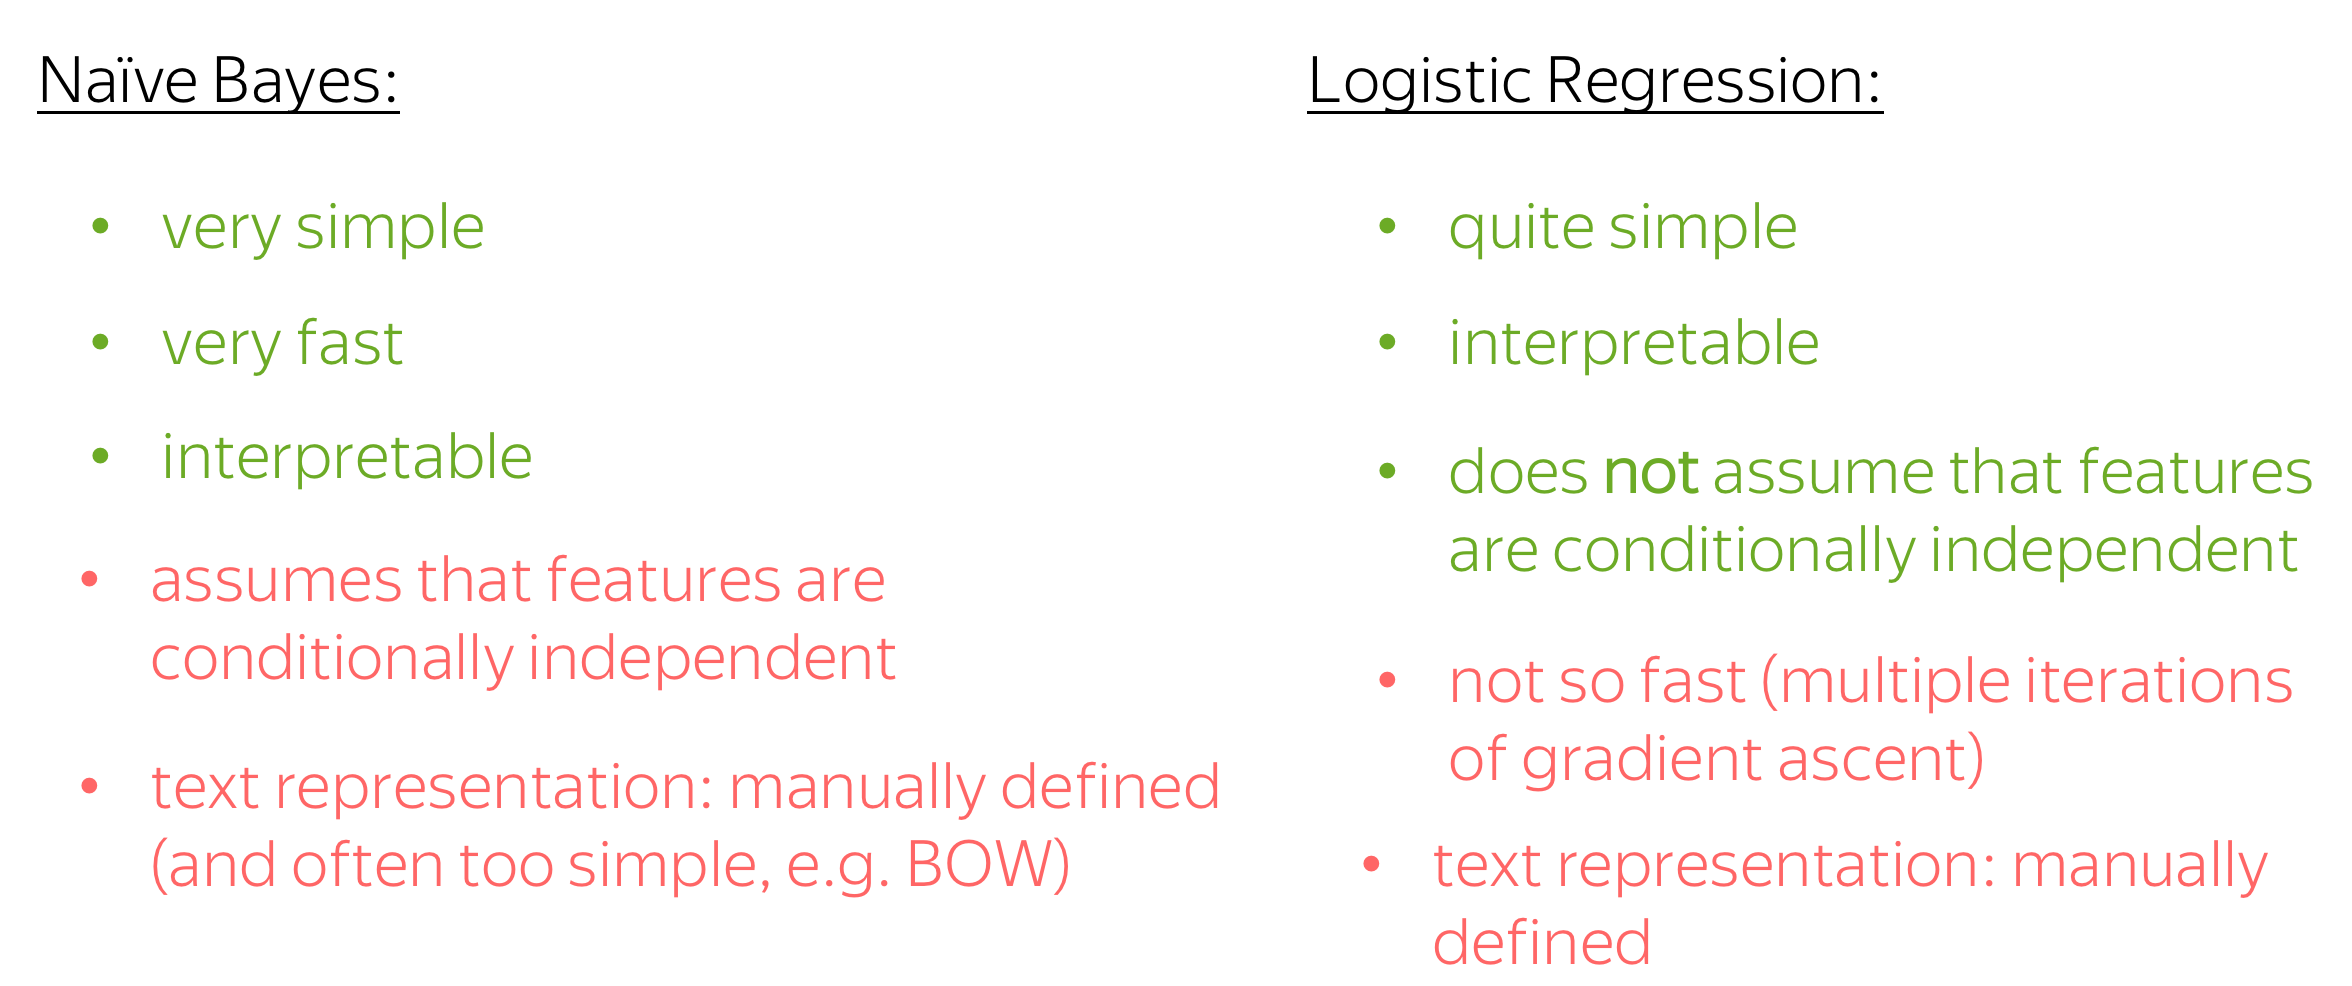 Naïve Bayes:
• very simple
• very fast
• interpretable
• assumes that features are
conditionally independent
• text representation: manually defined
(and often too simple, e.g. BOW)
Logistic Regression:
• quite simple
• interpretable
• does not assume that features
are conditionally independent
• not so fast (multiple iterations
of gradient ascent)
• text representation: manually
defined